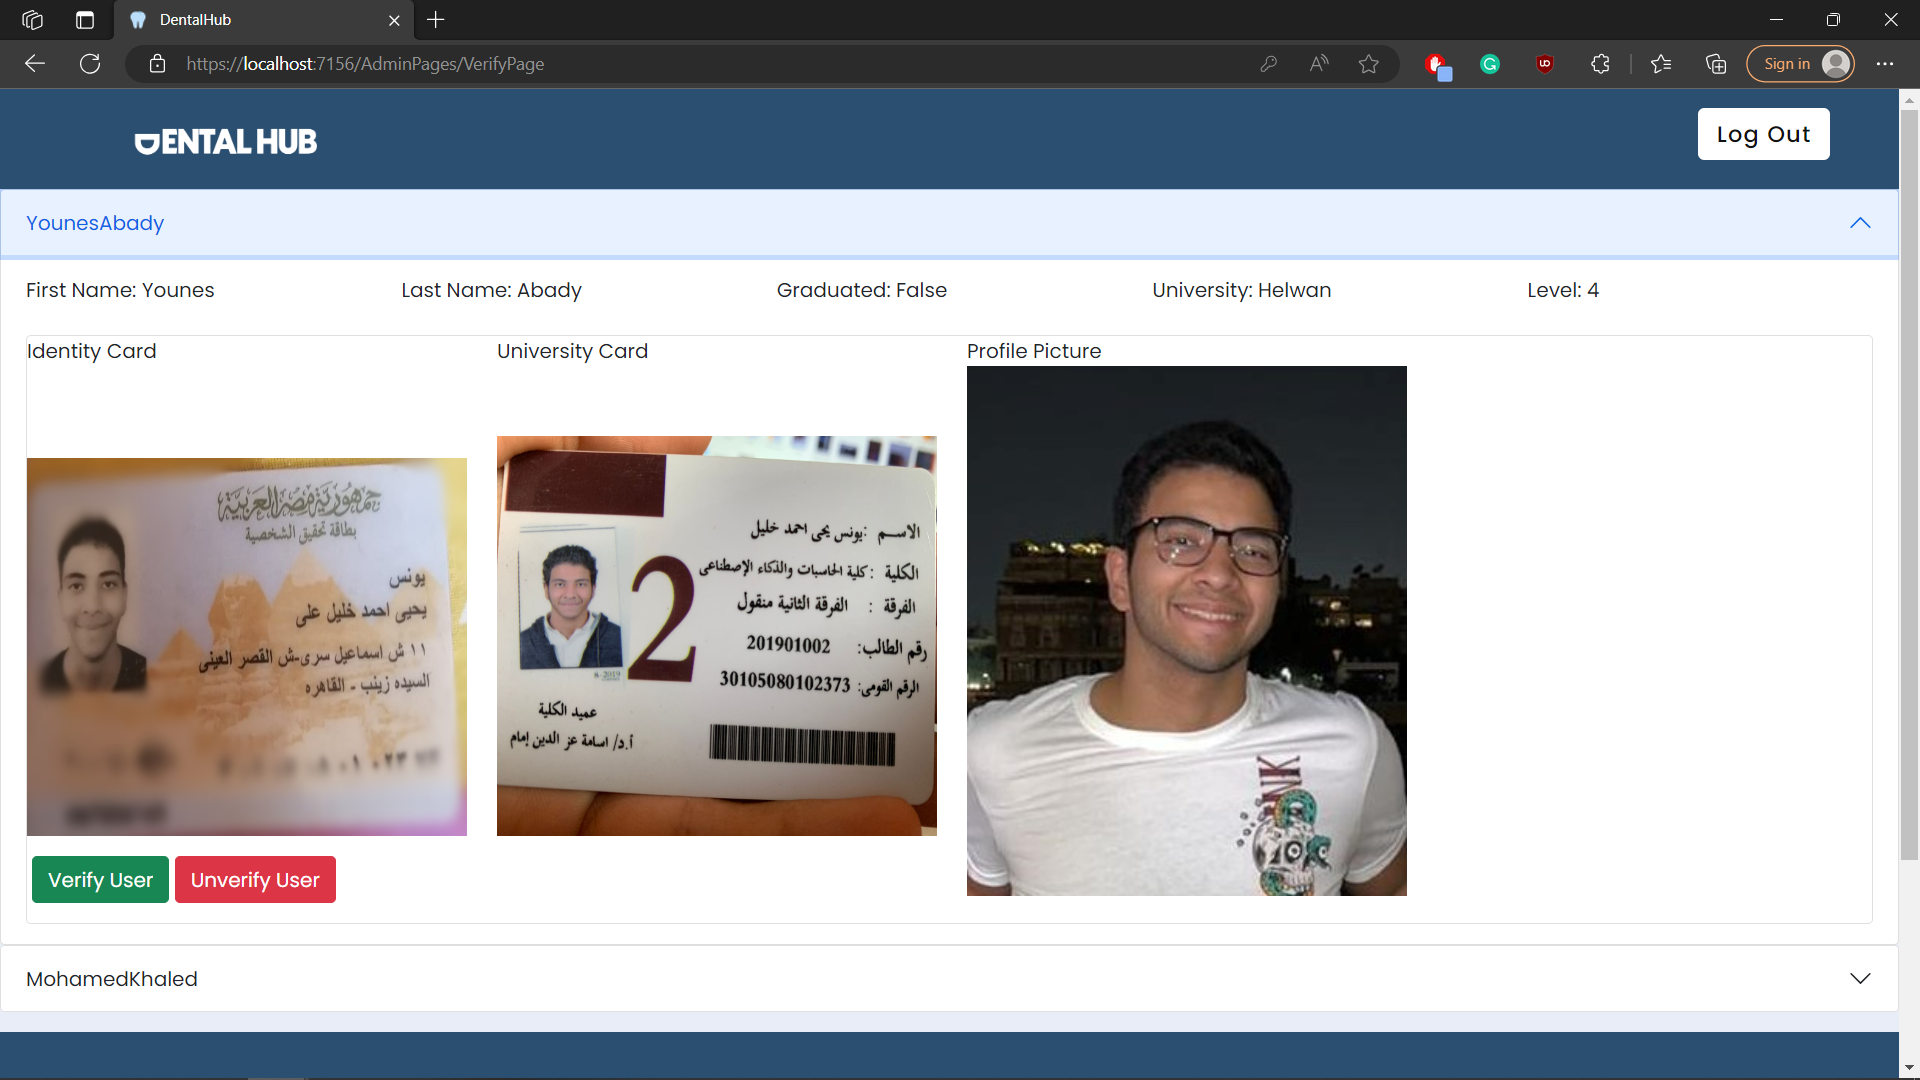 DentalHub
https://localhost:7156/AdminPages/VerifyPage
Sign in
DENTAL HUB
Log Out
YounesAbady
First Name: Younes
Last Name: Abady
Graduated: False
University: Helwan
Level: 4
Identity Card
جمهورية مصر العربية
بطاقة تحقيق الشخصية
يونس
يحيى احمد خليل على
١١ ش اسماعيل سرى-ش القصر العينى
السيده زينب - القاهره
University Card
الاسم : يونس يحى احمد خليل
الكلية : كلية الحاسبات والذكاء الإصطناعى
الفرقة : الفرقة الثانية منقول
رقم الطالب: 201901002
الرقم القومى: 30105080102373
2
8-2019
عميد الكلية
أ.د/ اسامة عز الدين إمام
Profile Picture
NK
Verify User
Unverify User
MohamedKhaled